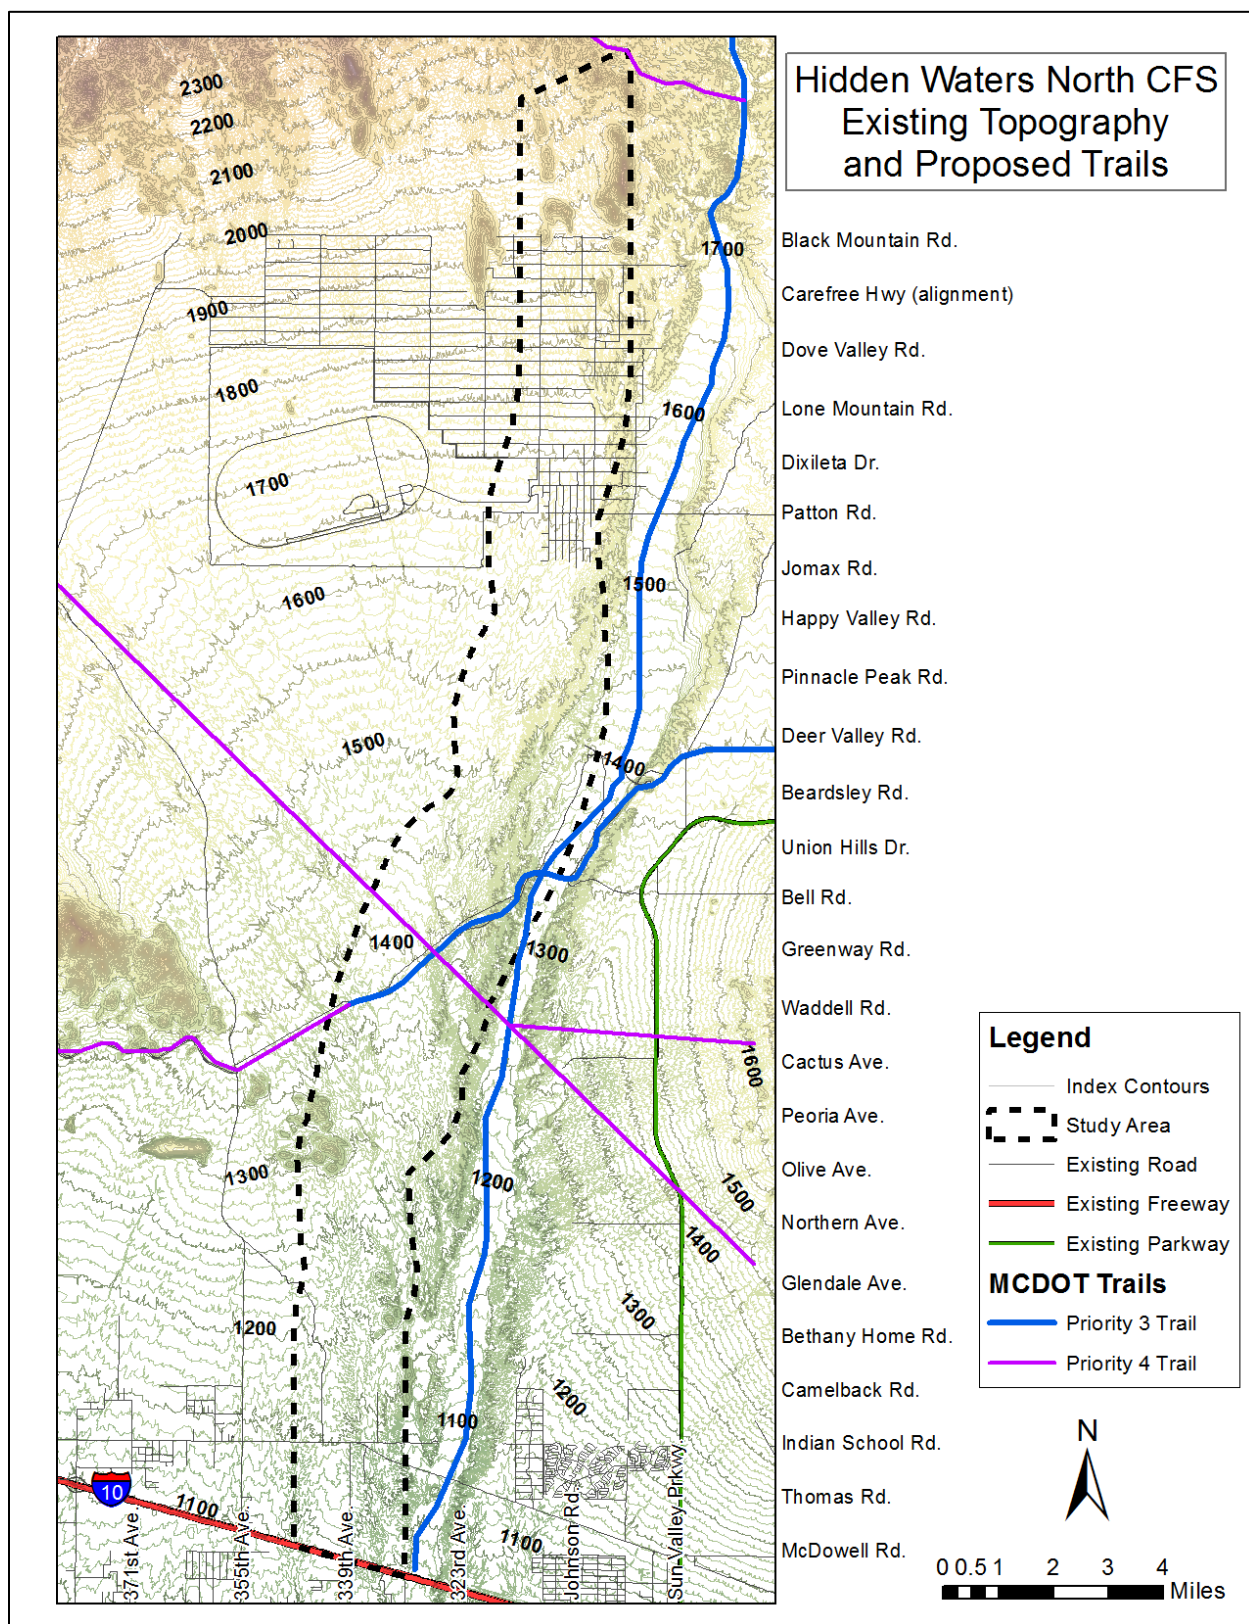 Hidden Waters North CFS
Existing Topography
and Proposed Trails
2300
2200
2100
2000
1900
1800
1700
1600
1500
1400
1300
1200
1100
1700
1600
1500
1400
1300
1200
1100
1600
1500
1400
1300
1200
1100
10
371st Ave.
355th Ave.
339th Ave.
323rd Ave.
Johnson Rd.
Sun Valley Prkwy.
Black Mountain Rd.
Carefree Hwy (alignment)
Dove Valley Rd.
Lone Mountain Rd.
Dixileta Dr.
Patton Rd.
Jomax Rd.
Happy Valley Rd.
Pinnacle Peak Rd.
Deer Valley Rd.
Beardsley Rd.
Union Hills Dr.
Bell Rd.
Greenway Rd.
Waddell Rd.
Cactus Ave.
Peoria Ave.
Olive Ave.
Northern Ave.
Glendale Ave.
Bethany Home Rd.
Camelback Rd.
Indian School Rd.
Thomas Rd.
McDowell Rd.
Legend
Index Contours
Study Area
Existing Road
Existing Freeway
Existing Parkway
MCDOT Trails
Priority 3 Trail
Priority 4 Trail
N
0 0.5 1 2 3 4
Miles